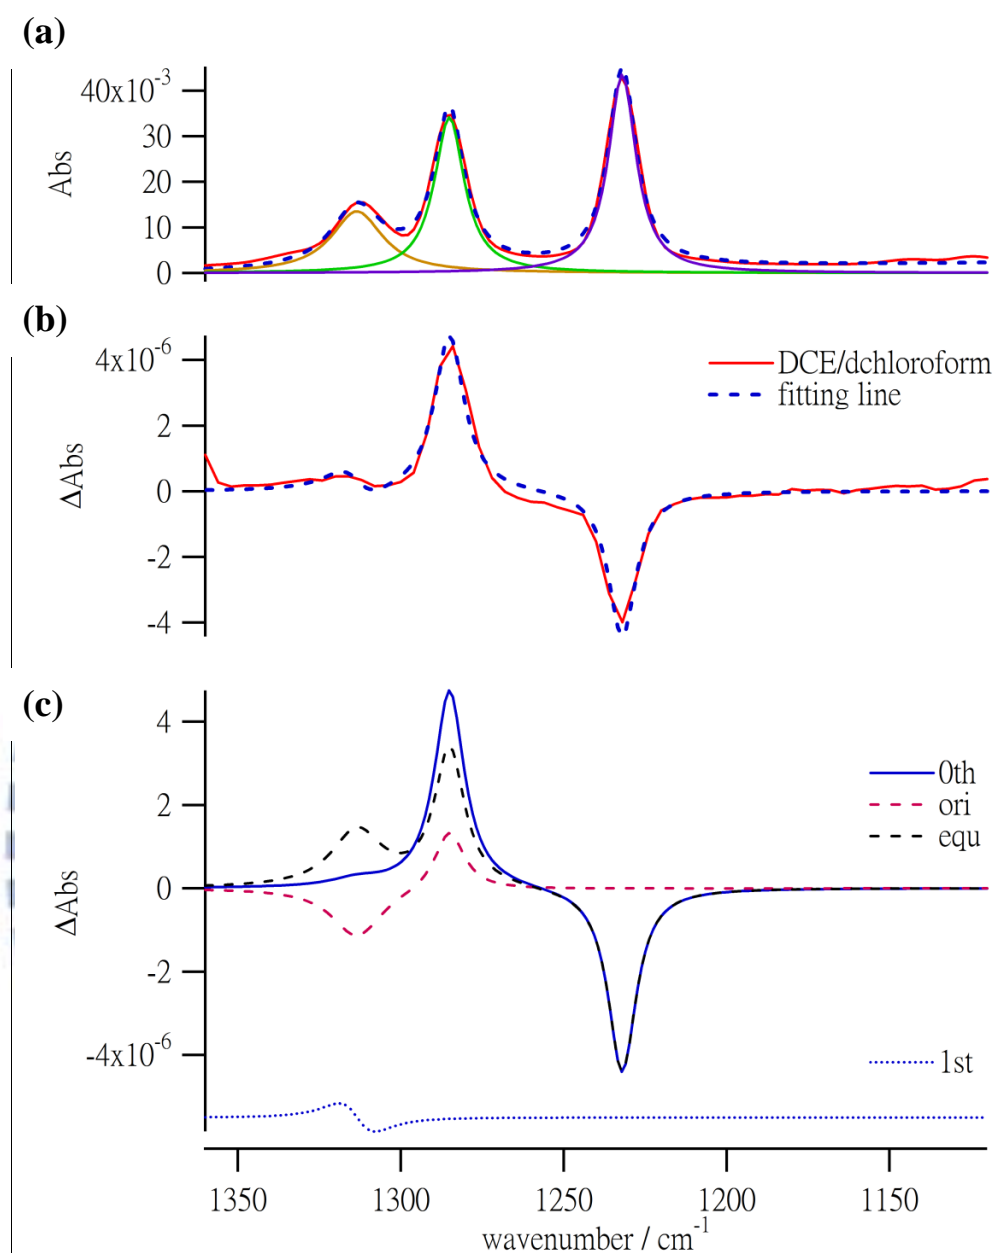 (a)
40x10⁻³
30
20
10
0
Abs
(b)
4x10⁻⁶
2
0
-2
-4
ΔAbs
DCE/dchloroform
fitting line
(c)
4
2
0
-2
-4x10⁻⁶
ΔAbs
0th
ori
equ
1st
1350
1300
1250
1200
1150
wavenumber / cm⁻¹